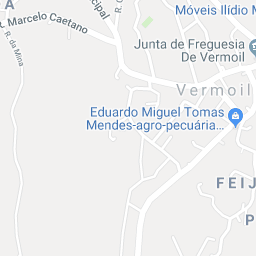 Móveis Ilídio M
A
. Marcelo Caetano
R. da Mina
Junta de Freguesia
De Vermoil
Vermoil
Eduardo Miguel Tomas
Mendes-agro-pecuária...
FEIJ
P